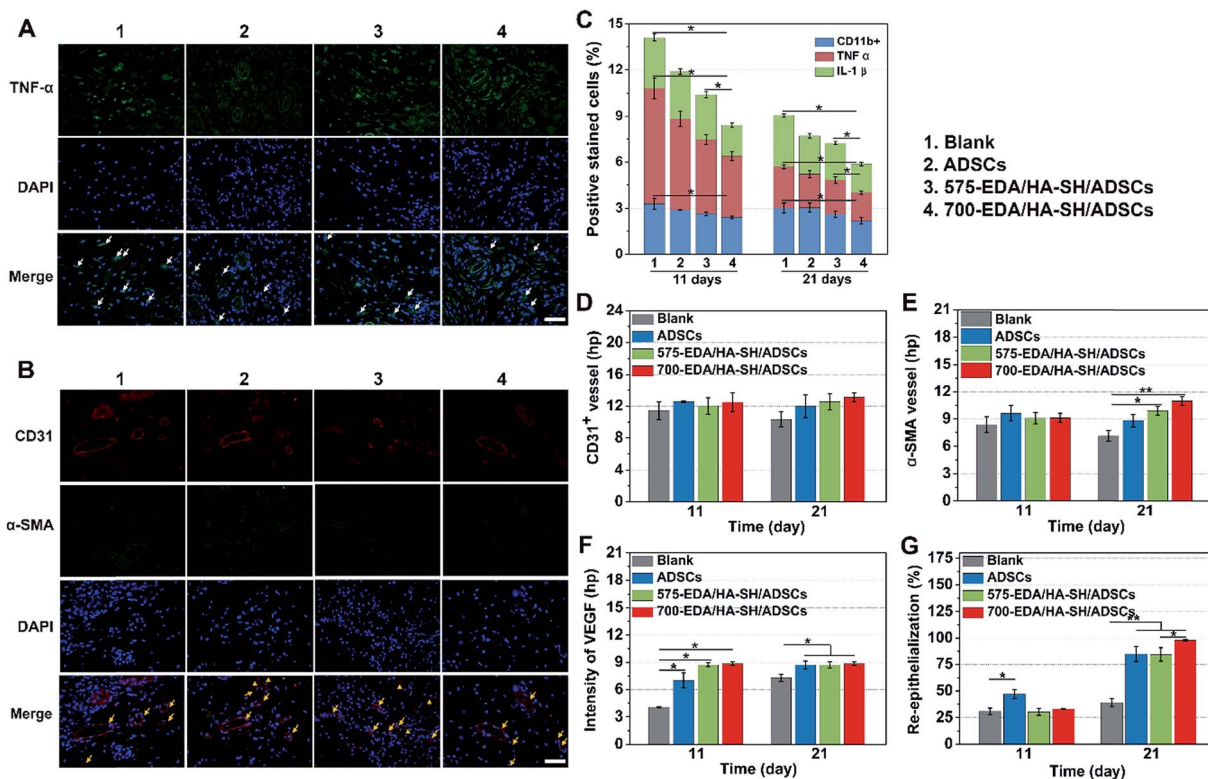 A
1 2 3 4
TNF-α
DAPI
Merge
B
1 2 3 4
CD31
α-SMA
DAPI
Merge
C
Positive stained cells (%)
15
12
9
6
3
0
CD11b+
TNF α
IL-1 β
* * * * * * * * *
1 2 3 4 1 2 3 4
11 days 21 days
1. Blank
2. ADSCs
3. 575-EDA/HA-SH/ADSCs
4. 700-EDA/HA-SH/ADSCs
D
CD31+ vessel (hp)
24
20
16
12
8
4
0
Blank
ADSCs
575-EDA/HA-SH/ADSCs
700-EDA/HA-SH/ADSCs
11 21
Time (day)
E
α-SMA vessel (hp)
21
18
15
12
9
6
3
0
Blank
ADSCs
575-EDA/HA-SH/ADSCs
700-EDA/HA-SH/ADSCs
**
*
11 21
Time (day)
F
Intensity of VEGF (hp)
21
18
15
12
9
6
3
0
Blank
ADSCs
575-EDA/HA-SH/ADSCs
700-EDA/HA-SH/ADSCs
* * * *
11 21
Time (day)
G
Re-epithelialization (%)
175
150
125
100
75
50
25
0
Blank
ADSCs
575-EDA/HA-SH/ADSCs
700-EDA/HA-SH/ADSCs
**
* *
11 21
Time (day)